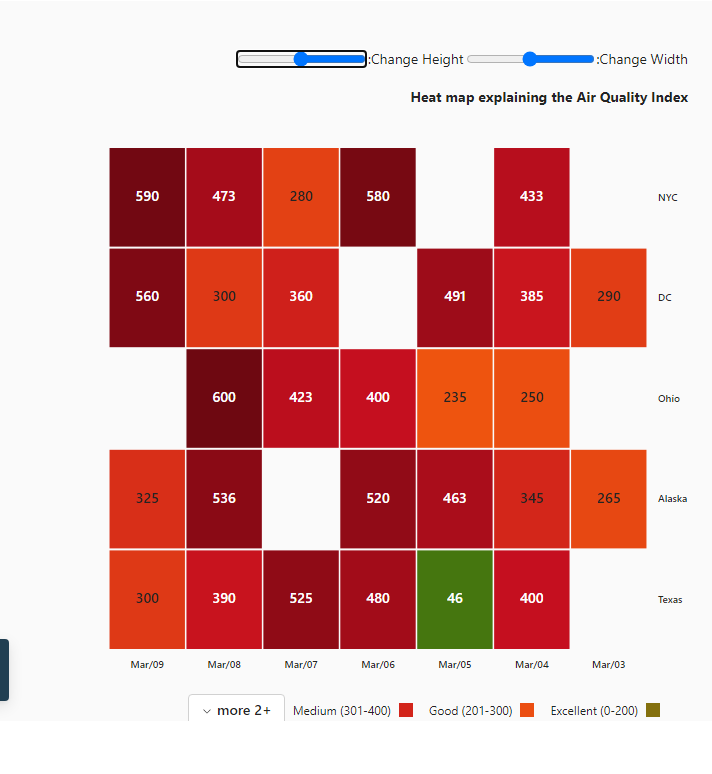 :Change Height :Change Width
Heat map explaining the Air Quality Index
590 473 280 580 433 NYC
560 300 360 491 385 290 DC
600 423 400 235 250 Ohio
325 536 520 463 345 265 Alaska
300 390 525 480 46 400 Texas
Mar/09 Mar/08 Mar/07 Mar/06 Mar/05 Mar/04 Mar/03
more 2+ Medium (301-400) Good (201-300) Excellent (0-200)